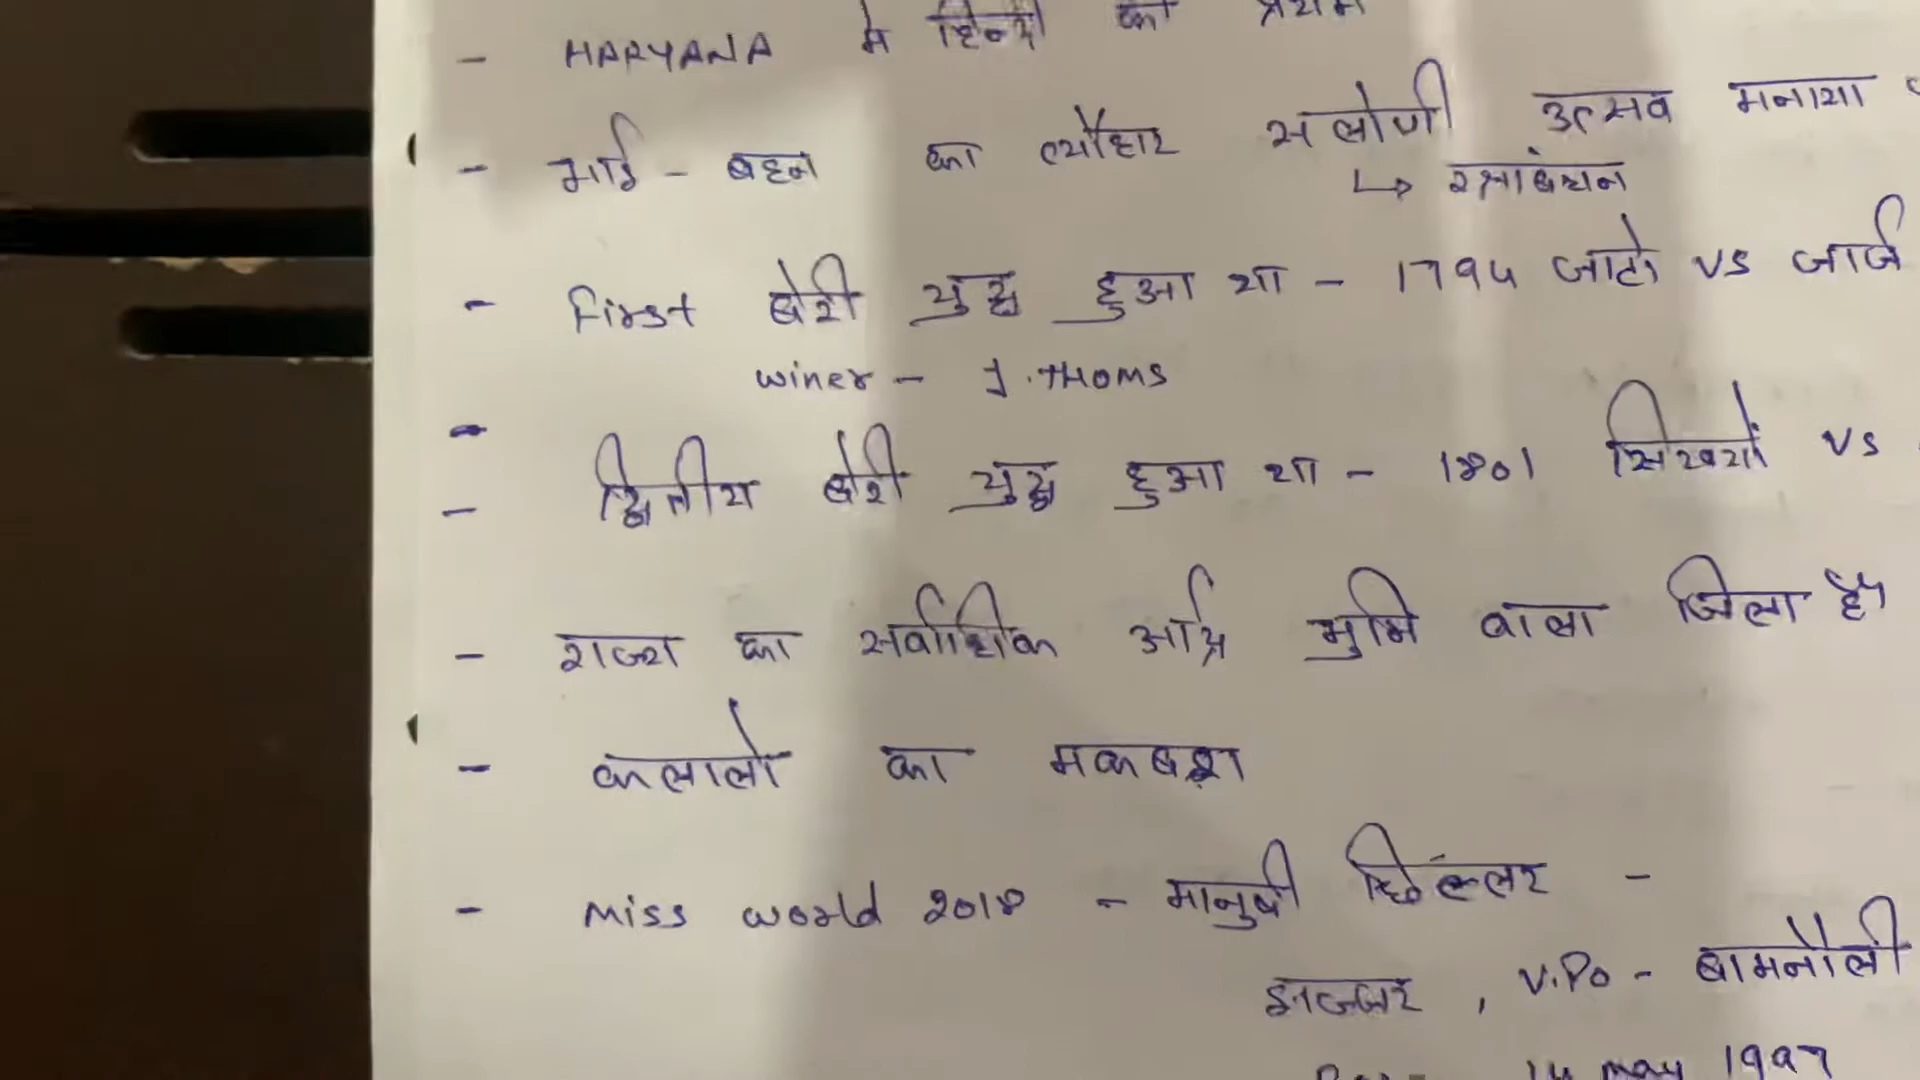 - HARYANA मे हिन्दी का प्रथम
- भाई - बहन का त्यौहार सलोणी उत्सव मनाया
↳ रक्षाबंधन
- First बेरी युद्ध हुआ था - 1794 जाटो vs जार्ज
winer - J. THOMS
-
- द्वितीय बेरी युद्ध हुआ था - 1801 सिख्यों vs
- राज्य का सर्वाधिक आर्द्र भुमि वाला जिला है।
- कलालो का मकबरा
- Miss world 2018 - मानुषी छिल्लर -
झज्जर , V.Po - बामनौली
14 may 1997